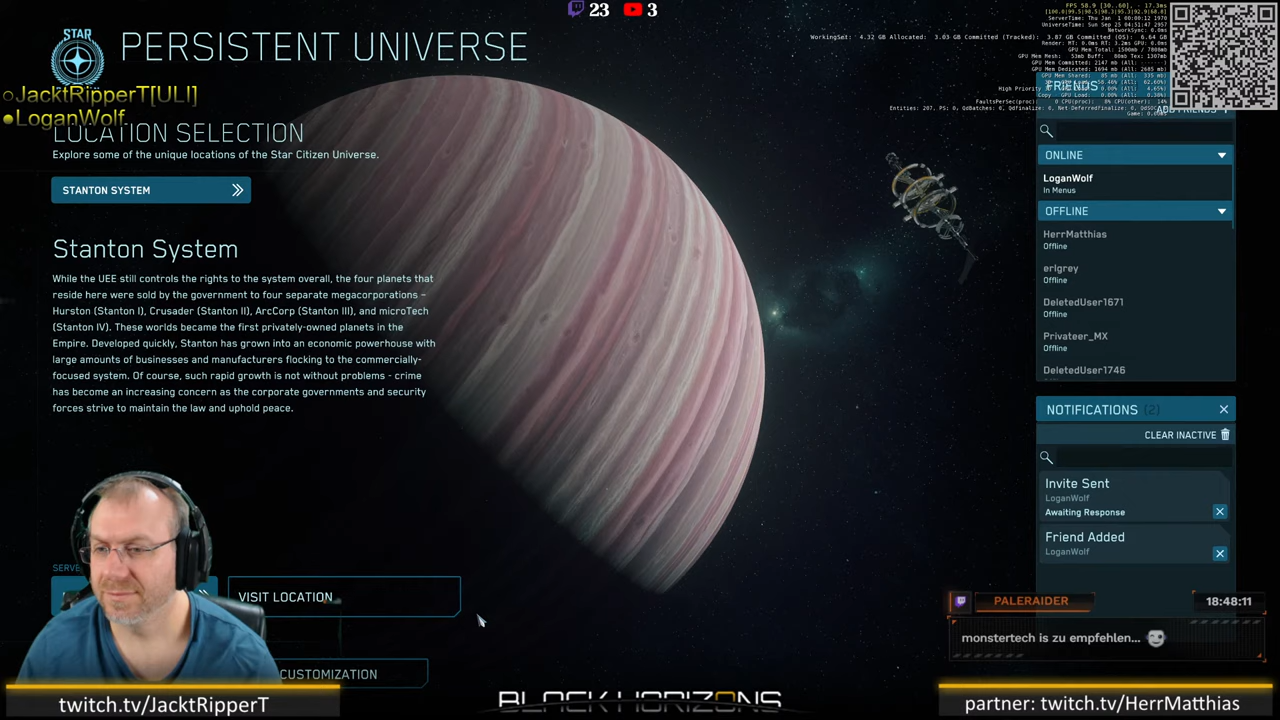 23
3
STAR
PERSISTENT UNIVERSE
JacktRipperT[ULI]
LoganWolf
LOCATION SELECTION
Explore some of the unique locations of the Star Citizen Universe.
STANTON SYSTEM
Stanton System
While the UEE still controls the rights to the system overall, the four planets that
reside here were sold by the government to four separate megacorporations –
Hurston (Stanton I), Crusader (Stanton II), ArcCorp (Stanton III), and microTech
(Stanton IV). These worlds became the first privately-owned planets in the
Empire. Developed quickly, Stanton has grown into an economic powerhouse with
large amounts of businesses and manufacturers flocking to the commercially-
focused system. Of course, such rapid growth is not without problems - crime
has become an increasing concern as the corporate governments and security
forces strive to maintain the law and uphold peace.
VISIT LOCATION
CUSTOMIZATION
twitch.tv/JacktRipperT
BLACK HORIZONS
FRIENDS
ONLINE
LoganWolf
In Menus
OFFLINE
HerrMatthias
Offline
erlgrey
Offline
DeletedUser1671
Offline
Privateer_MX
Offline
DeletedUser1746
NOTIFICATIONS (2)
CLEAR INACTIVE
Invite Sent
LoganWolf
Awaiting Response
Friend Added
LoganWolf
PALERAIDER
18:48:11
monstertech is zu empfehlen...
partner: twitch.tv/HerrMatthias